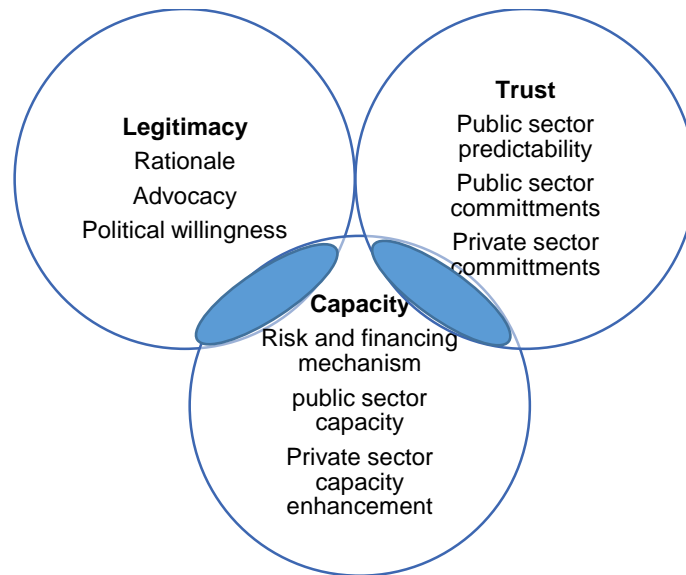 Legitimacy
Rationale
Advocacy
Political willingness
Trust
Public sector
predictability
Public sector
committments
Private sector
committments
Capacity
Risk and financing
mechanism
public sector
capacity
Private sector
capacity
enhancement